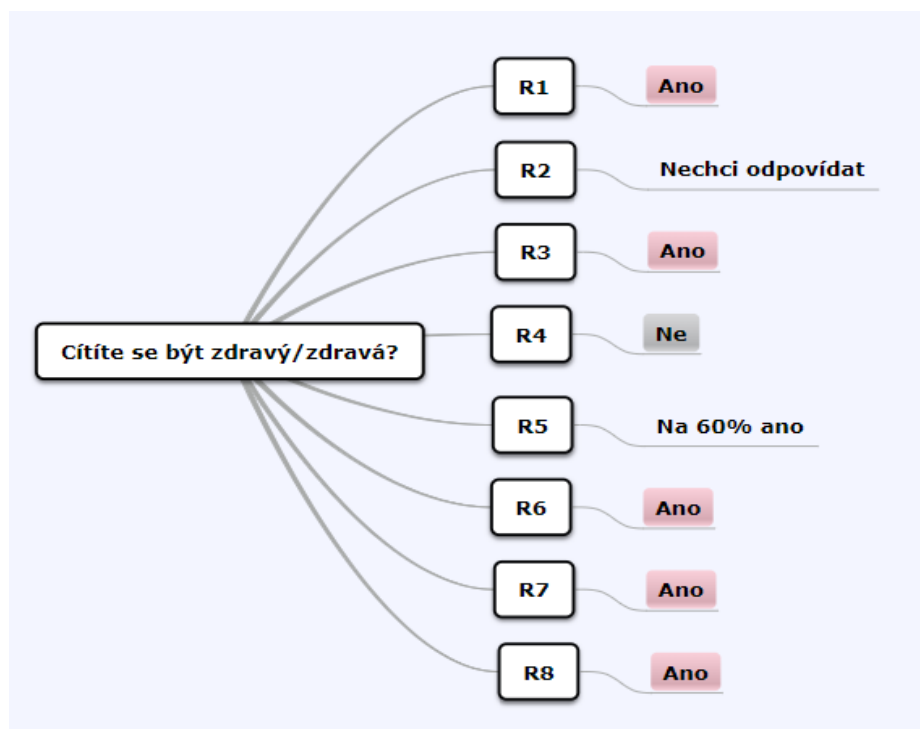 R1 Ano
R2 Nechci odpovídat
R3 Ano
R4 Ne
Cítíte se být zdravý/zdravá?
R5 Na 60% ano
R6 Ano
R7 Ano
R8 Ano